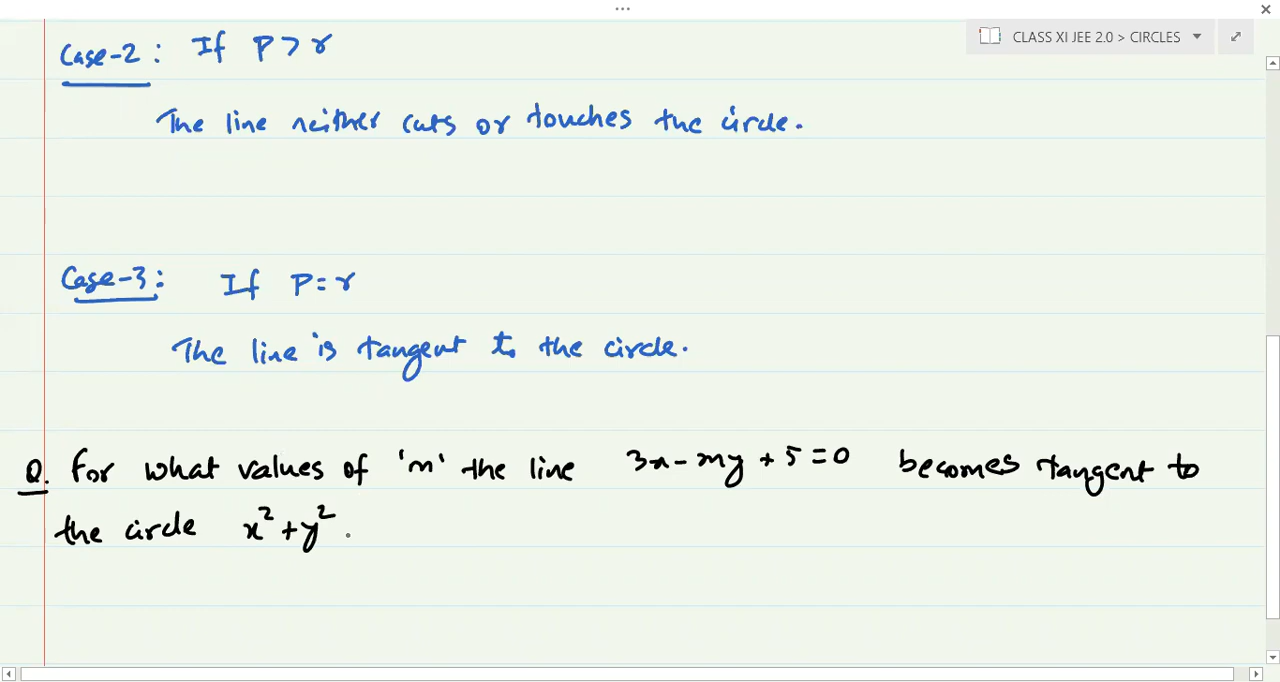 CLASS XI JEE 2.0 > CIRCLES
Case-2: If P > r
The line neither cuts or touches the circle.
Case-3: If P = r
The line is tangent to the circle.
Q. For what values of 'm' the line 3x - my + 5 = 0 becomes tangent to
the circle x² + y²